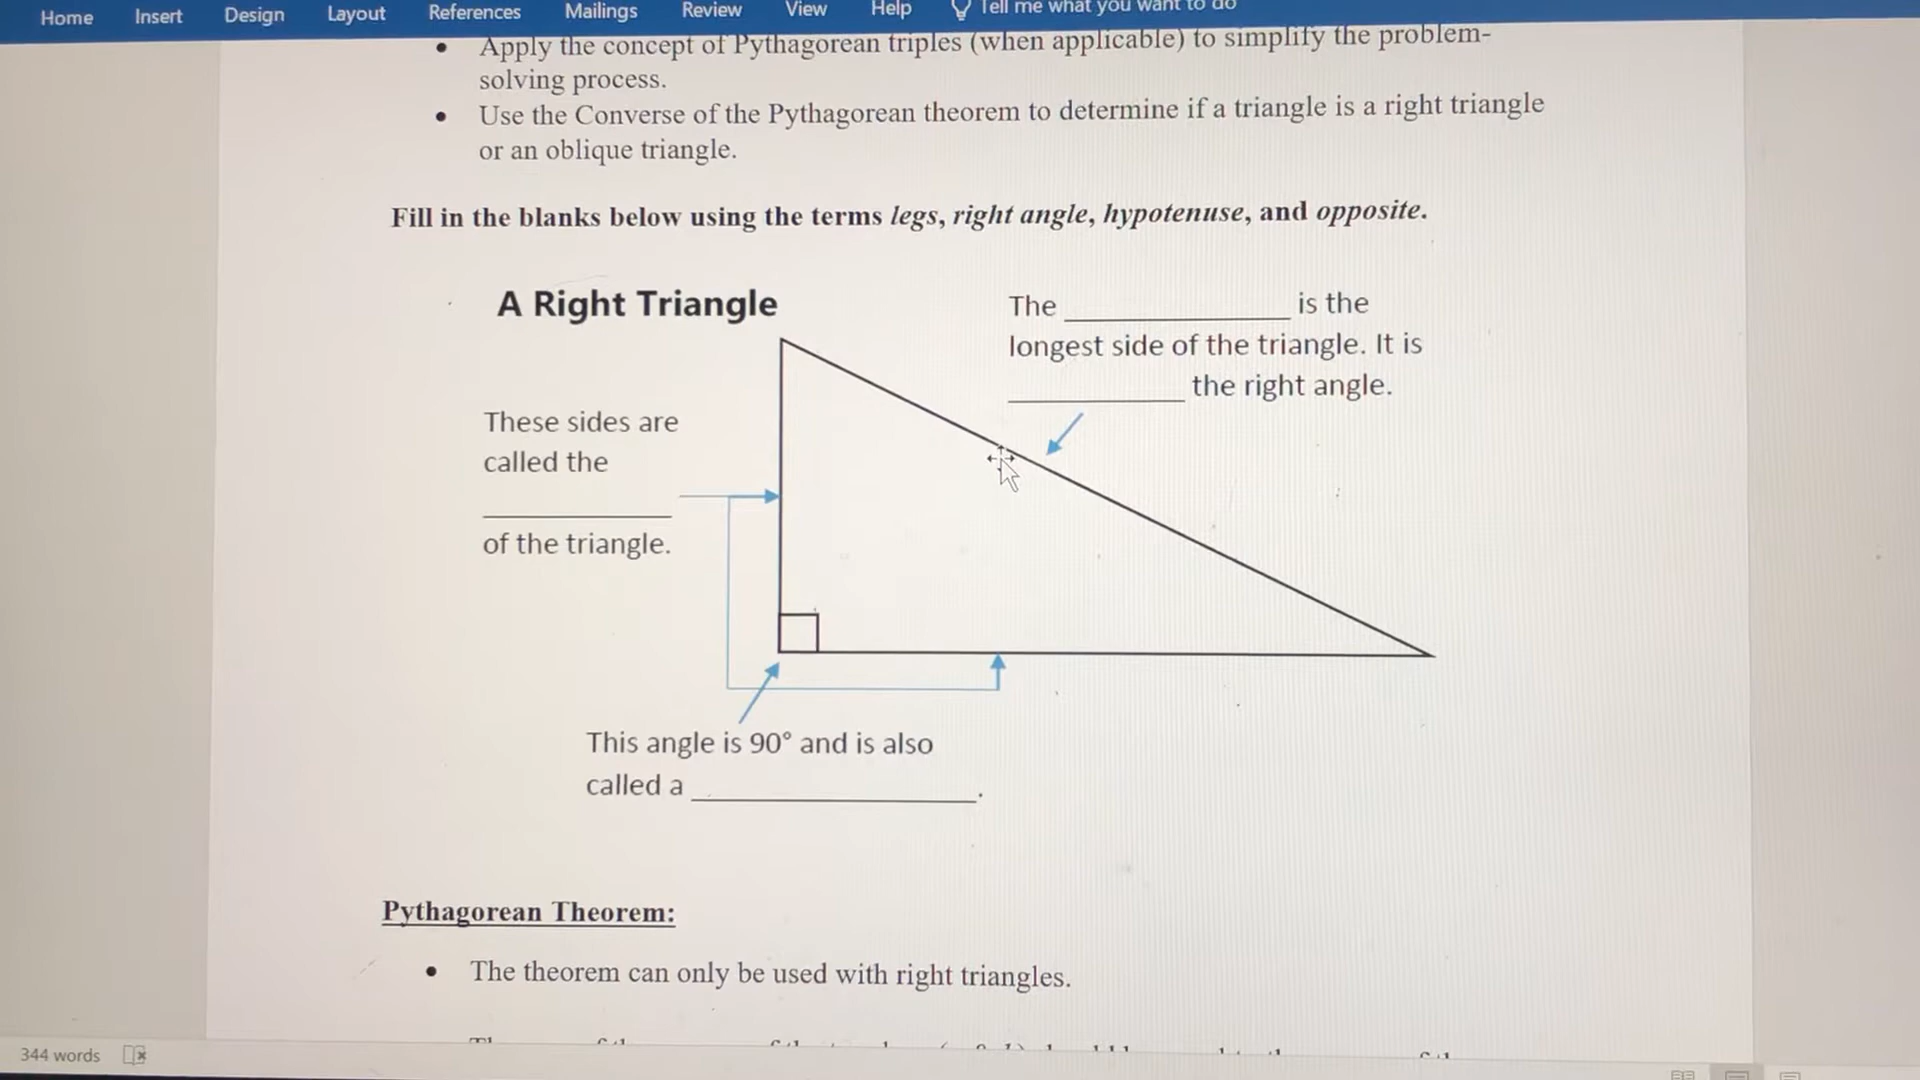 Home Insert Design Layout References Mailings Review View Help Tell me what you want to do
• Apply the concept of Pythagorean triples (when applicable) to simplify the problem-
solving process.
• Use the Converse of the Pythagorean theorem to determine if a triangle is a right triangle
or an oblique triangle.
Fill in the blanks below using the terms legs, right angle, hypotenuse, and opposite.
A Right Triangle
The ______________ is the
longest side of the triangle. It is
___________ the right angle.
These sides are
called the
____________
of the triangle.
This angle is 90° and is also
called a __________________.
Pythagorean Theorem:
• The theorem can only be used with right triangles.
344 words